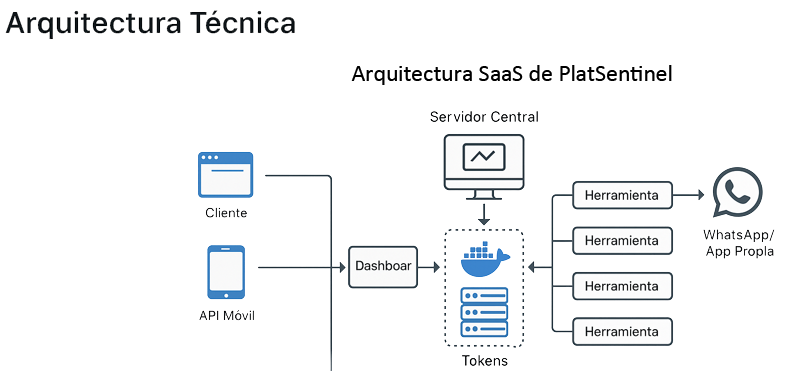 Arquitectura Técnica
Arquitectura SaaS de PlatSentinel
Servidor Central
Cliente
API Móvil
Dashboar
Tokens
Herramienta
Herramienta
Herramienta
Herramienta
WhatsApp/
App Propla